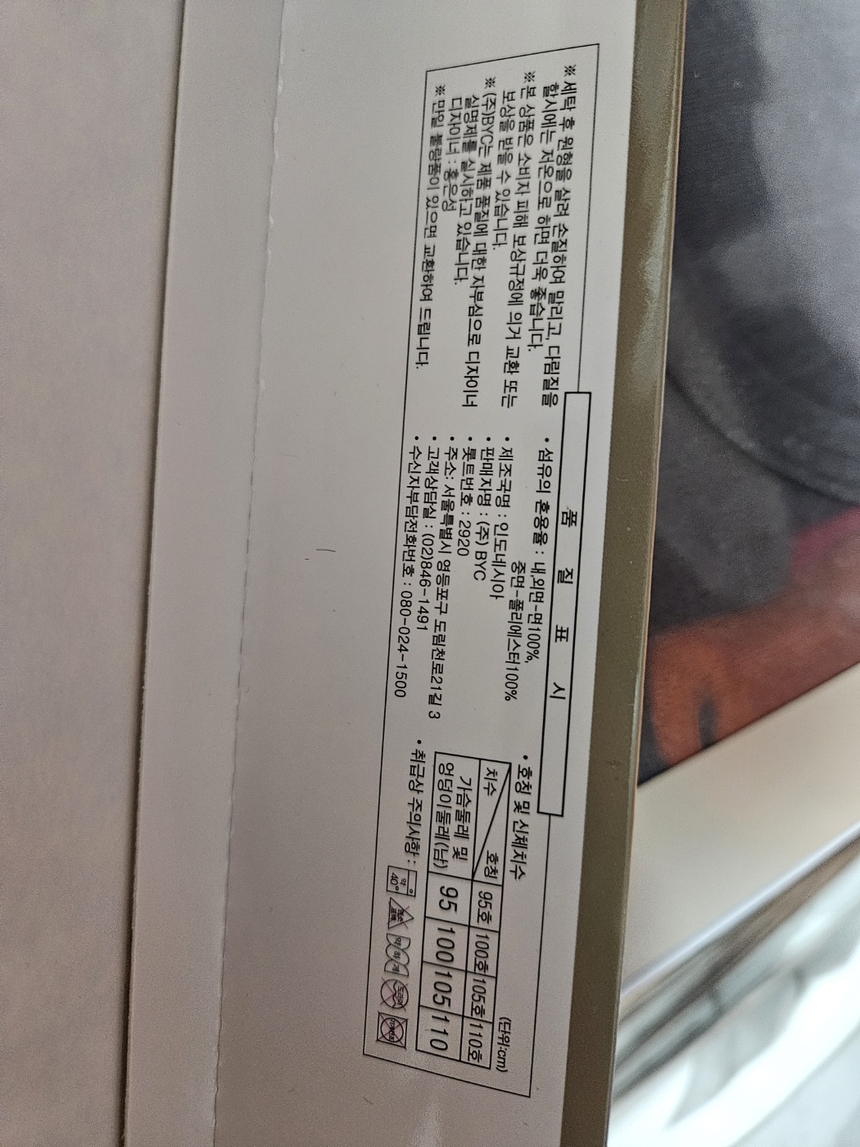 품 질 표 시
※ 세탁 후 원형을 살려 손질하여 말리고, 다림질을
할시에는 저온으로 하면 더욱 좋습니다.
※ 본 상품은 소비자 피해 보상규정에 의거 교환 또는
보상을 받을 수 있습니다.
※ (주)BYC는 제품 품질에 대한 자부심으로 디자이너
실명제를 실시하고 있습니다.
디자이너 : 홍은성
※ 만일 불량품이 있으면 교환하여 드립니다.
• 섬유의 혼용율 : 내,외면-면100%,
중면-폴리에스터100%
• 제조국명 : 인도네시아
• 판매자명 : (주) BYC
• 롯트번호 : 2920
• 주소: 서울특별시 영등포구 도림천로21길 3
• 고객상담실 : (02)846-1491
• 수신자부담전화번호 : 080-024-1500
• 호칭 및 신체치수
(단위:cm)
치수 호칭 95호 100호 105호 110호
가슴둘레 및
엉덩이둘레(남) 95 100 105 110
• 취급상 주의사항 :
약
40°
약 하 게